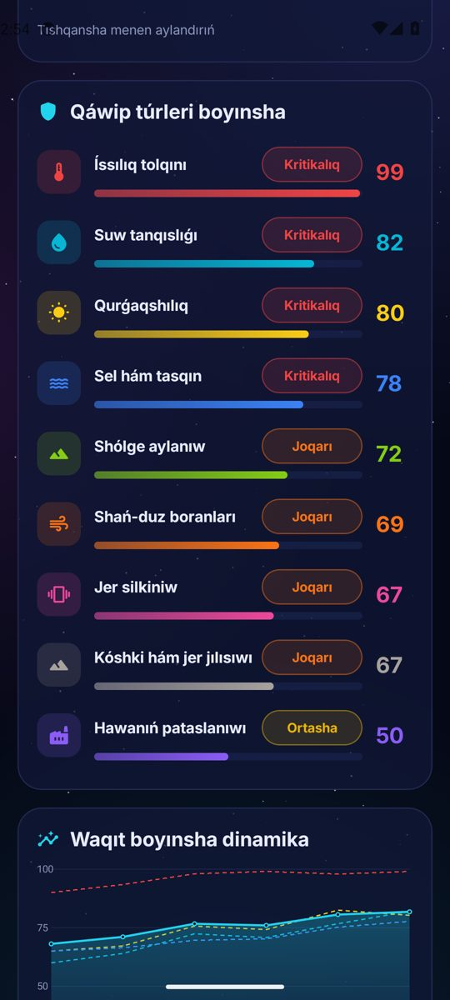 2:54
Tıshqansha menen aylandırıń
Qáwip túrleri boyınsha
Íssılıq tolqını
Kritikalıq
99
Suw tanqıslıǵı
Kritikalıq
82
Qurǵaqshılıq
Kritikalıq
80
Sel hám tasqın
Kritikalıq
78
Shólge aylanıw
Joqarı
72
Shań-duz boranları
Joqarı
69
Jer silkiniw
Joqarı
67
Kóshki hám jer jılısıwı
Joqarı
67
Hawanıń pataslanıwı
Ortasha
50
Waqıt boyınsha dinamika
100
75
50